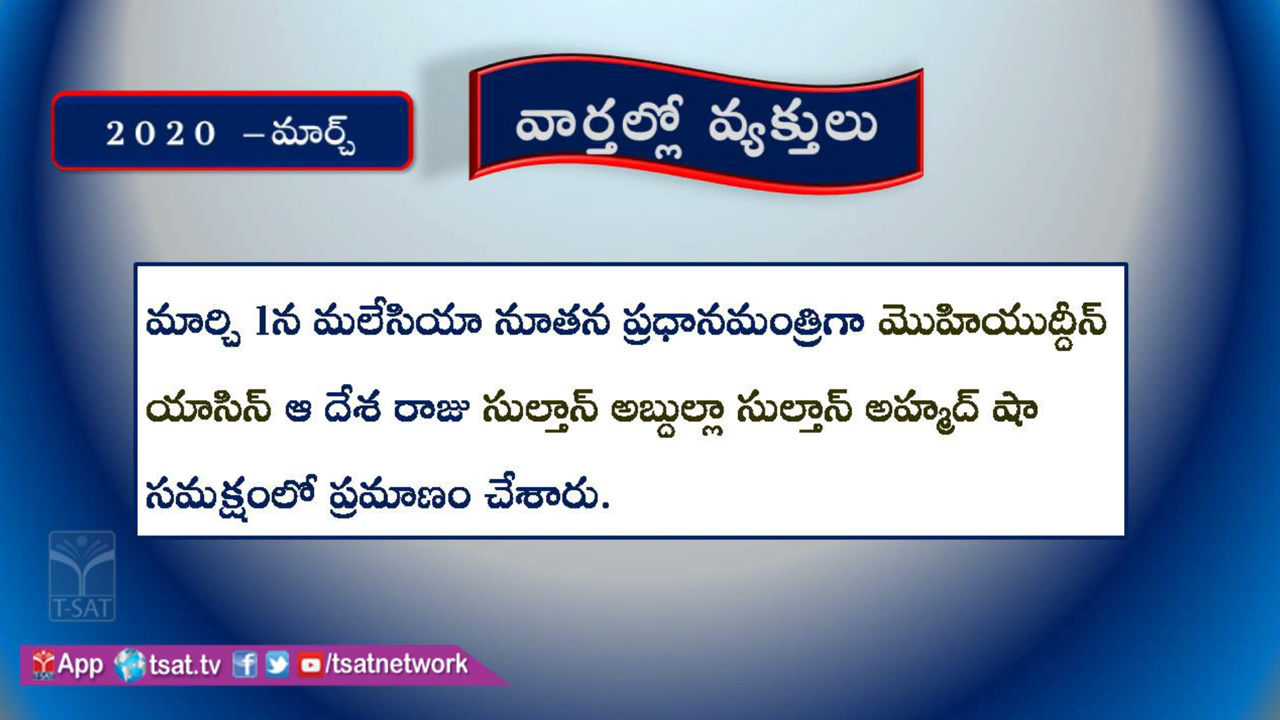 2020 –మార్చ్
వార్తల్లో వ్యక్తులు
మార్చి 1న మలేసియా నూతన ప్రధానమంత్రిగా మొహియుద్దీన్
యాసిన్ ఆ దేశ రాజు సుల్తాన్ అబ్దుల్లా సుల్తాన్ అహ్మద్ షా
సమక్షంలో ప్రమాణం చేశారు.
T-SAT
App tsat.tv /tsatnetwork